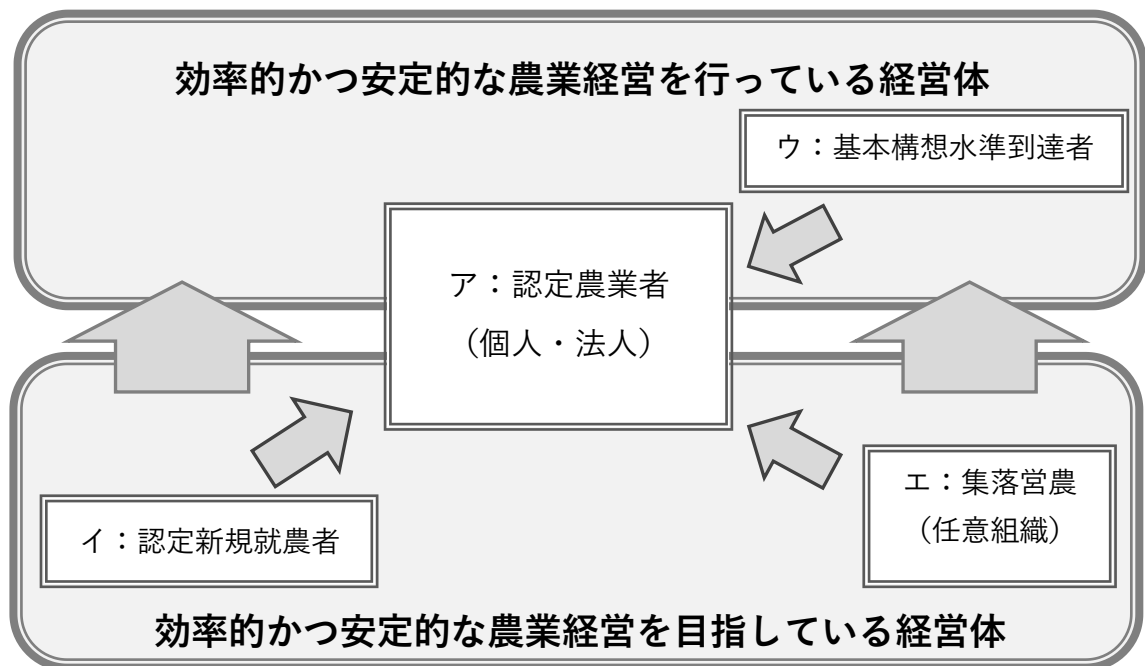 効率的かつ安定的な農業経営を行っている経営体
ウ：基本構想水準到達者
ア：認定農業者
（個人・法人）
エ：集落営農
（任意組織）
イ：認定新規就農者
効率的かつ安定的な農業経営を目指している経営体